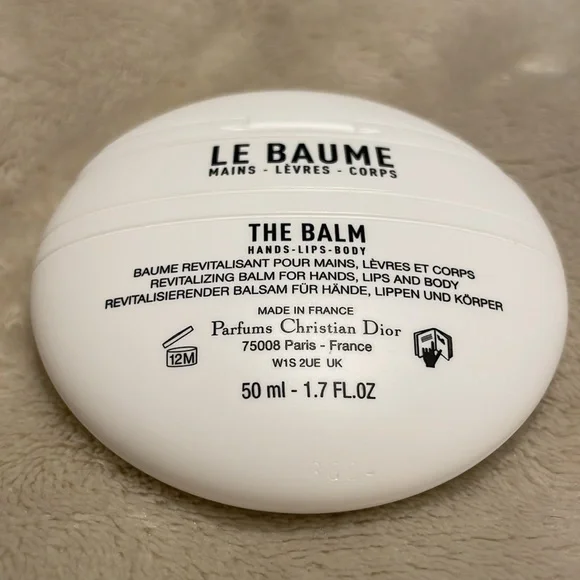 LE BAUME
MAINS - LÈVRES - CORPS
THE BALM
HANDS-LIPS-BODY
BAUME REVITALISANT POUR MAINS, LÈVRES ET CORPS
REVITALIZING BALM FOR HANDS, LIPS AND BODY
REVITALISIERENDER BALSAM FÜR HÄNDE, LIPPEN UND KÖRPER
MADE IN FRANCE
Parfums Christian Dior
75008 Paris - France
W1S 2UE UK
12M
50 ml - 1.7 FL.OZ